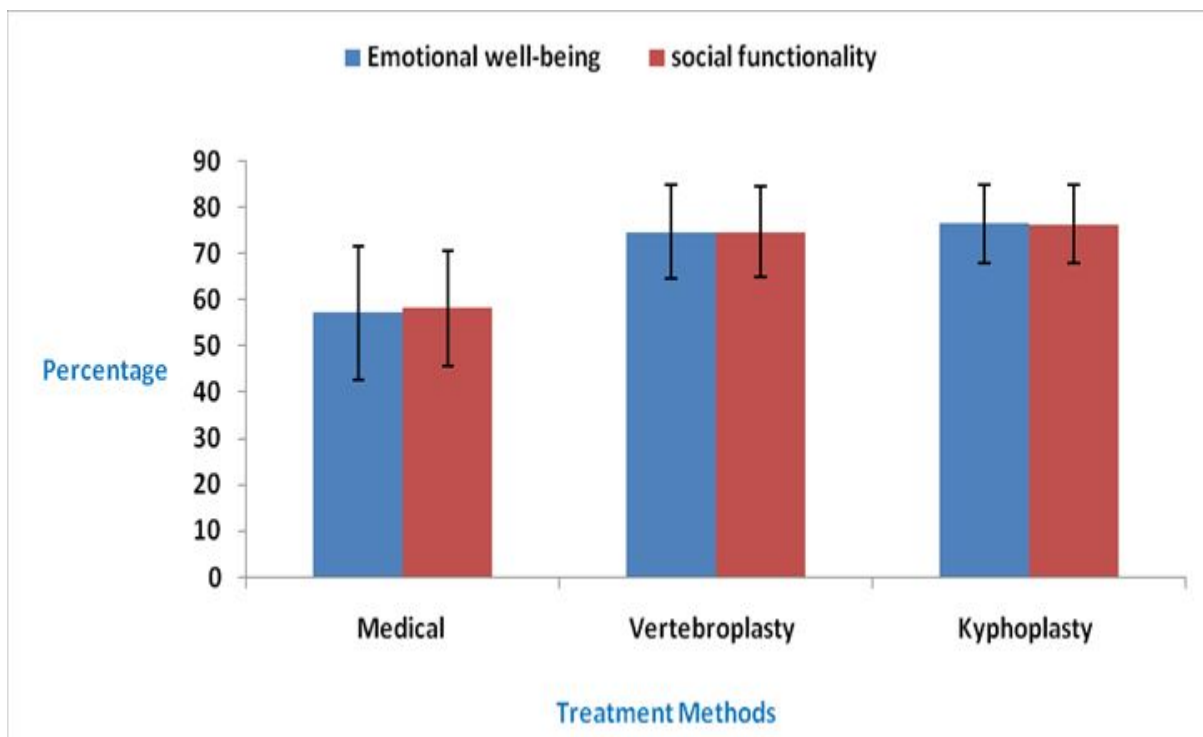 Emotional well-being social functionality
90
80
70
60
50
Percentage
40
30
20
10
0
Medical Vertebroplasty Kyphoplasty
Treatment Methods